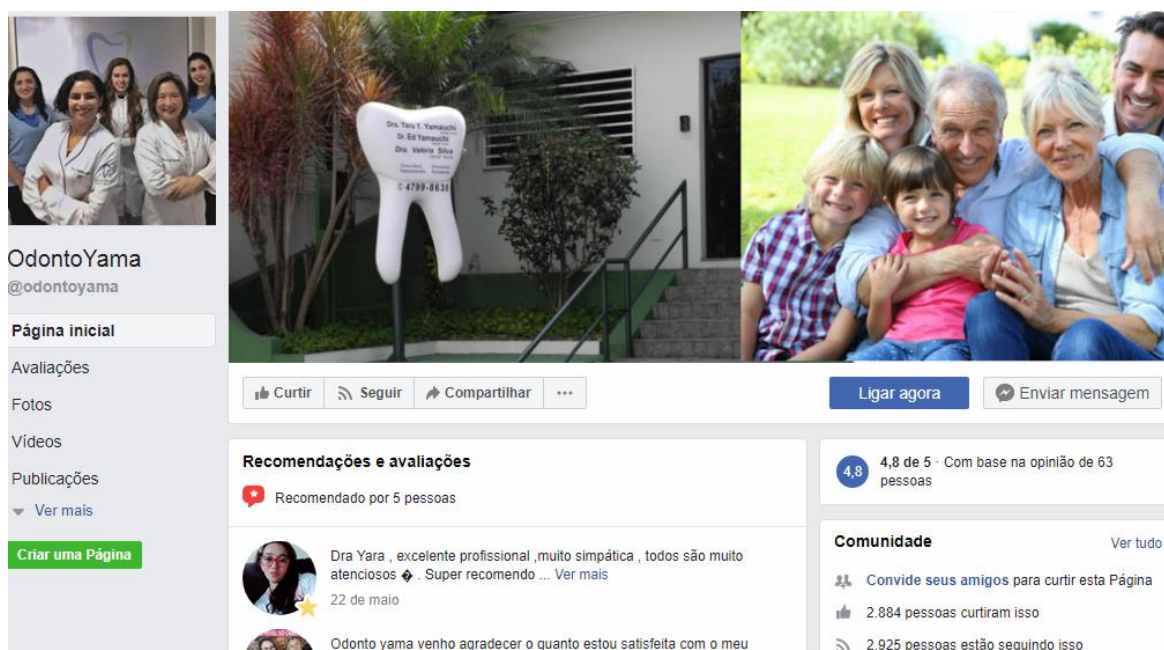 OdontoYama
@odontoyama
Página inicial
Avaliações
Fotos
Vídeos
Publicações
Ver mais
Criar uma Página
Dra. Yara Y. Yamauchi
Dr. Ed Yamauchi
Dra. Valéria Silva
4799-8638
Curtir
Seguir
Compartilhar
Ligar agora
Enviar mensagem
Recomendações e avaliações
Recomendado por 5 pessoas
Dra Yara , excelente profissional ,muito simpática , todos são muito
atenciosos � . Super recomendo ... Ver mais
22 de maio
Odonto yama venho agradecer o quanto estou satisfeita com o meu
4,8
4,8 de 5 · Com base na opinião de 63
pessoas
Comunidade
Ver tudo
Convide seus amigos para curtir esta Página
2.884 pessoas curtiram isso
2.925 pessoas estão seguindo isso